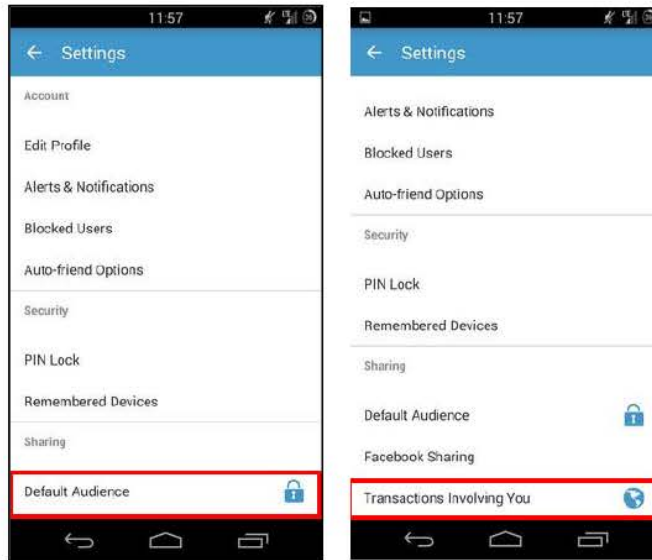 11:57
Settings
Account
Edit Profile
Alerts & Notifications
Blocked Users
Auto-friend Options
Security
PIN Lock
Remembered Devices
Sharing
Default Audience
11:57
Settings
Alerts & Notifications
Blocked Users
Auto-friend Options
Security
PIN Lock
Remembered Devices
Sharing
Default Audience
Facebook Sharing
Transactions Involving You